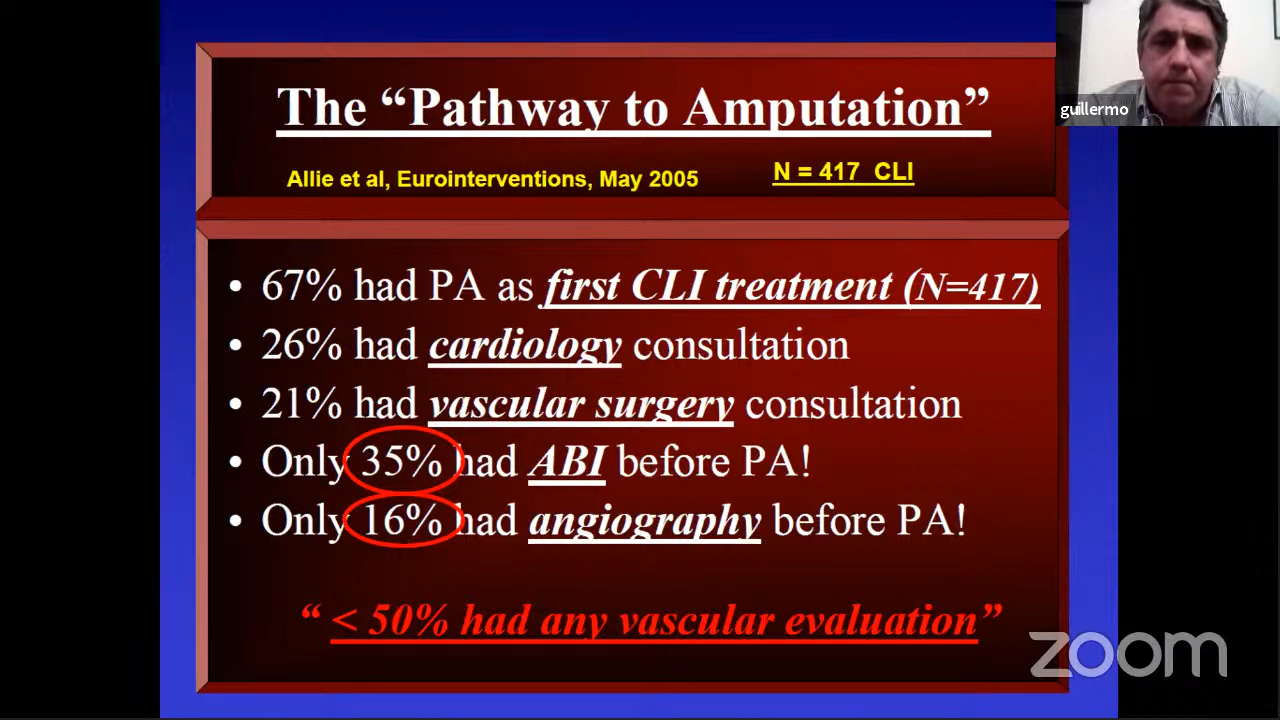 The “Pathway to Amputation”
Allie et al, Eurointerventions, May 2005
N = 417 CLI
guillermo
• 67% had PA as first CLI treatment (N=417)
• 26% had cardiology consultation
• 21% had vascular surgery consultation
• Only 35% had ABI before PA!
• Only 16% had angiography before PA!
“ < 50% had any vascular evaluation”
zoom